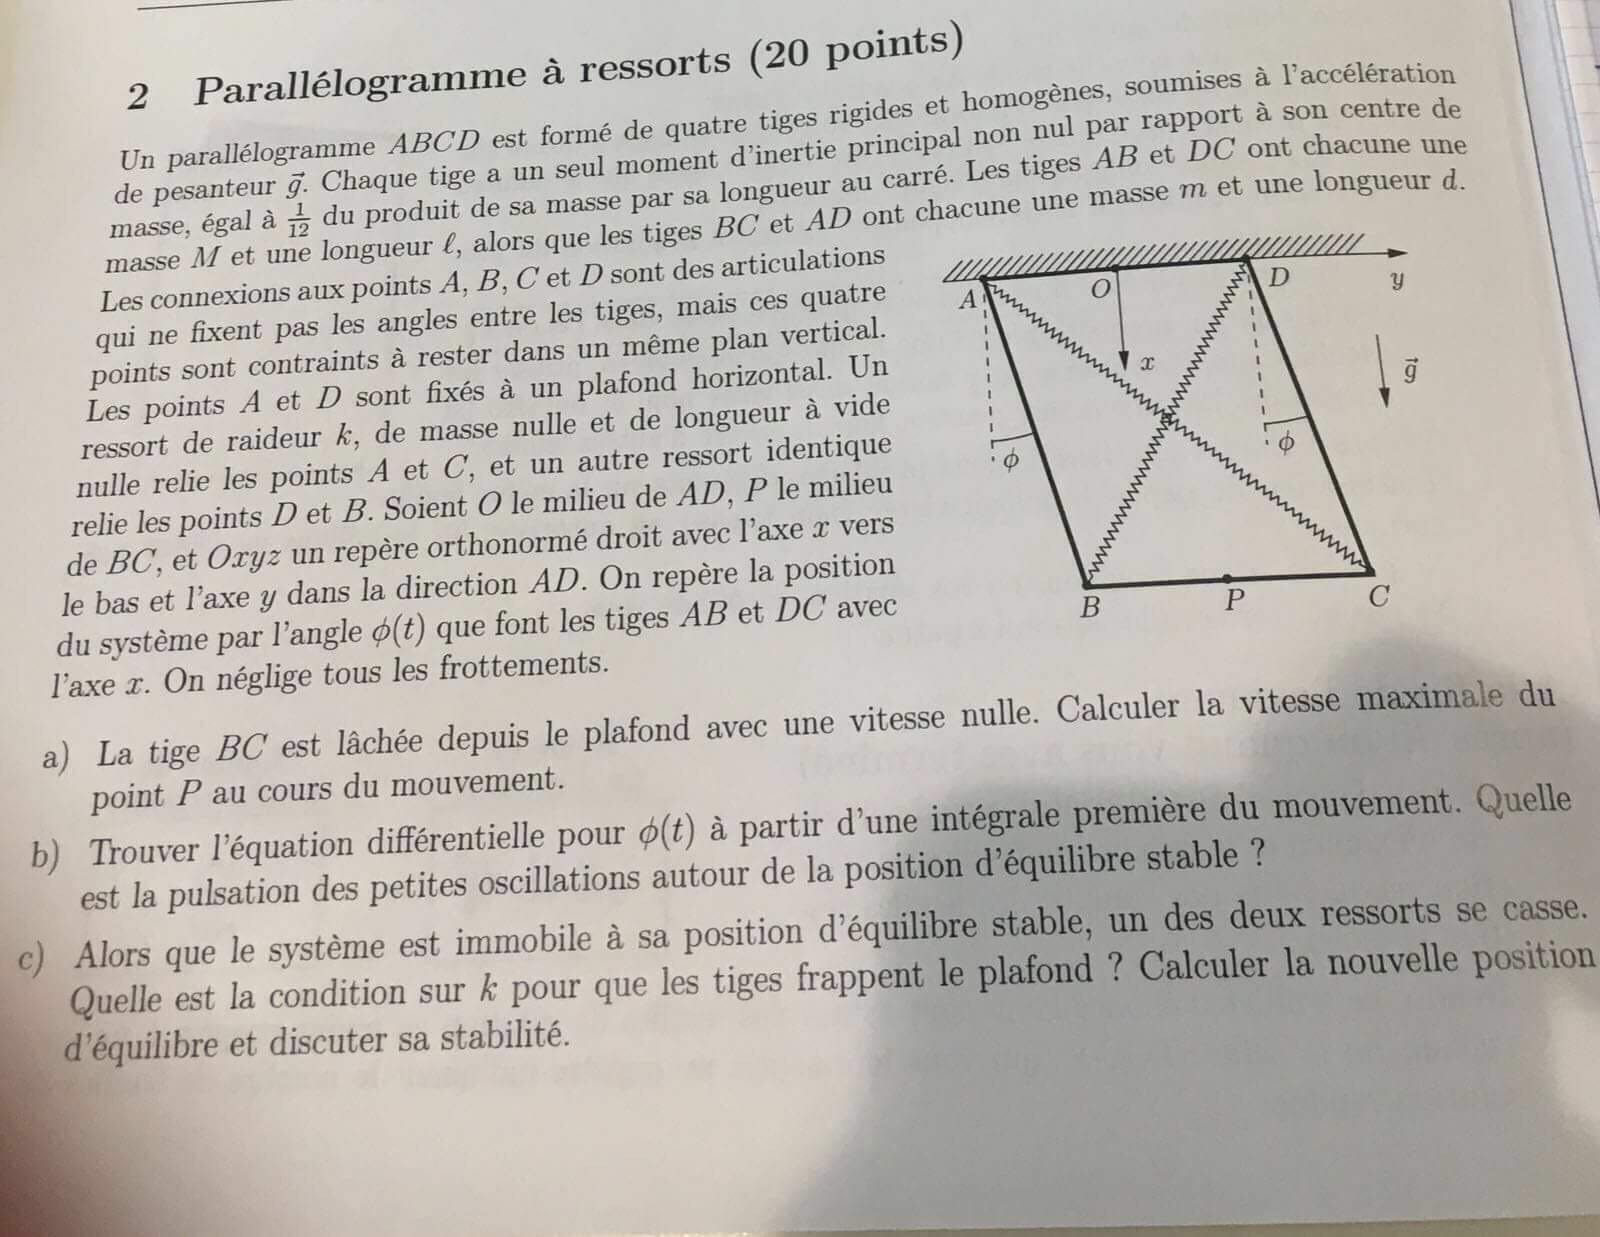 2 Parallélogramme à ressorts (20 points)
Un parallélogramme ABCD est formé de quatre tiges rigides et homogènes, soumises à l'accélération
de pesanteur g⃗. Chaque tige a un seul moment d'inertie principal non nul par rapport à son centre de
masse, égal à 1/12 du produit de sa masse par sa longueur au carré. Les tiges AB et DC ont chacune une
masse M et une longueur ℓ, alors que les tiges BC et AD ont chacune une masse m et une longueur d.
Les connexions aux points A, B, C et D sont des articulations
qui ne fixent pas les angles entre les tiges, mais ces quatre
points sont contraints à rester dans un même plan vertical.
Les points A et D sont fixés à un plafond horizontal. Un
ressort de raideur k, de masse nulle et de longueur à vide
nulle relie les points A et C, et un autre ressort identique
relie les points D et B. Soient O le milieu de AD, P le milieu
de BC, et Oxyz un repère orthonormé droit avec l'axe x vers
le bas et l'axe y dans la direction AD. On repère la position
du système par l'angle ϕ(t) que font les tiges AB et DC avec
l'axe x. On néglige tous les frottements.
A
O
D
y
x
g⃗
ϕ
ϕ
B
P
C
a) La tige BC est lâchée depuis le plafond avec une vitesse nulle. Calculer la vitesse maximale du
point P au cours du mouvement.
b) Trouver l'équation différentielle pour ϕ(t) à partir d'une intégrale première du mouvement. Quelle
est la pulsation des petites oscillations autour de la position d'équilibre stable ?
c) Alors que le système est immobile à sa position d'équilibre stable, un des deux ressorts se casse.
Quelle est la condition sur k pour que les tiges frappent le plafond ? Calculer la nouvelle position
d'équilibre et discuter sa stabilité.